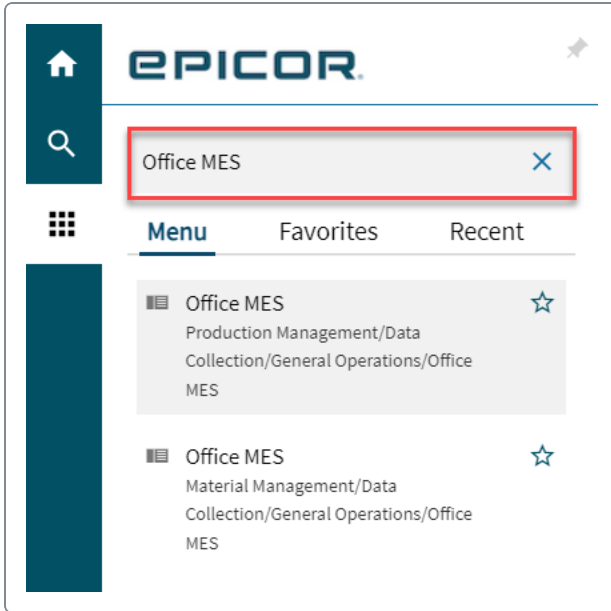 EPICOR.
Office MES
Menu Favorites Recent
Office MES
Production Management/Data
Collection/General Operations/Office
MES
Office MES
Material Management/Data
Collection/General Operations/Office
MES